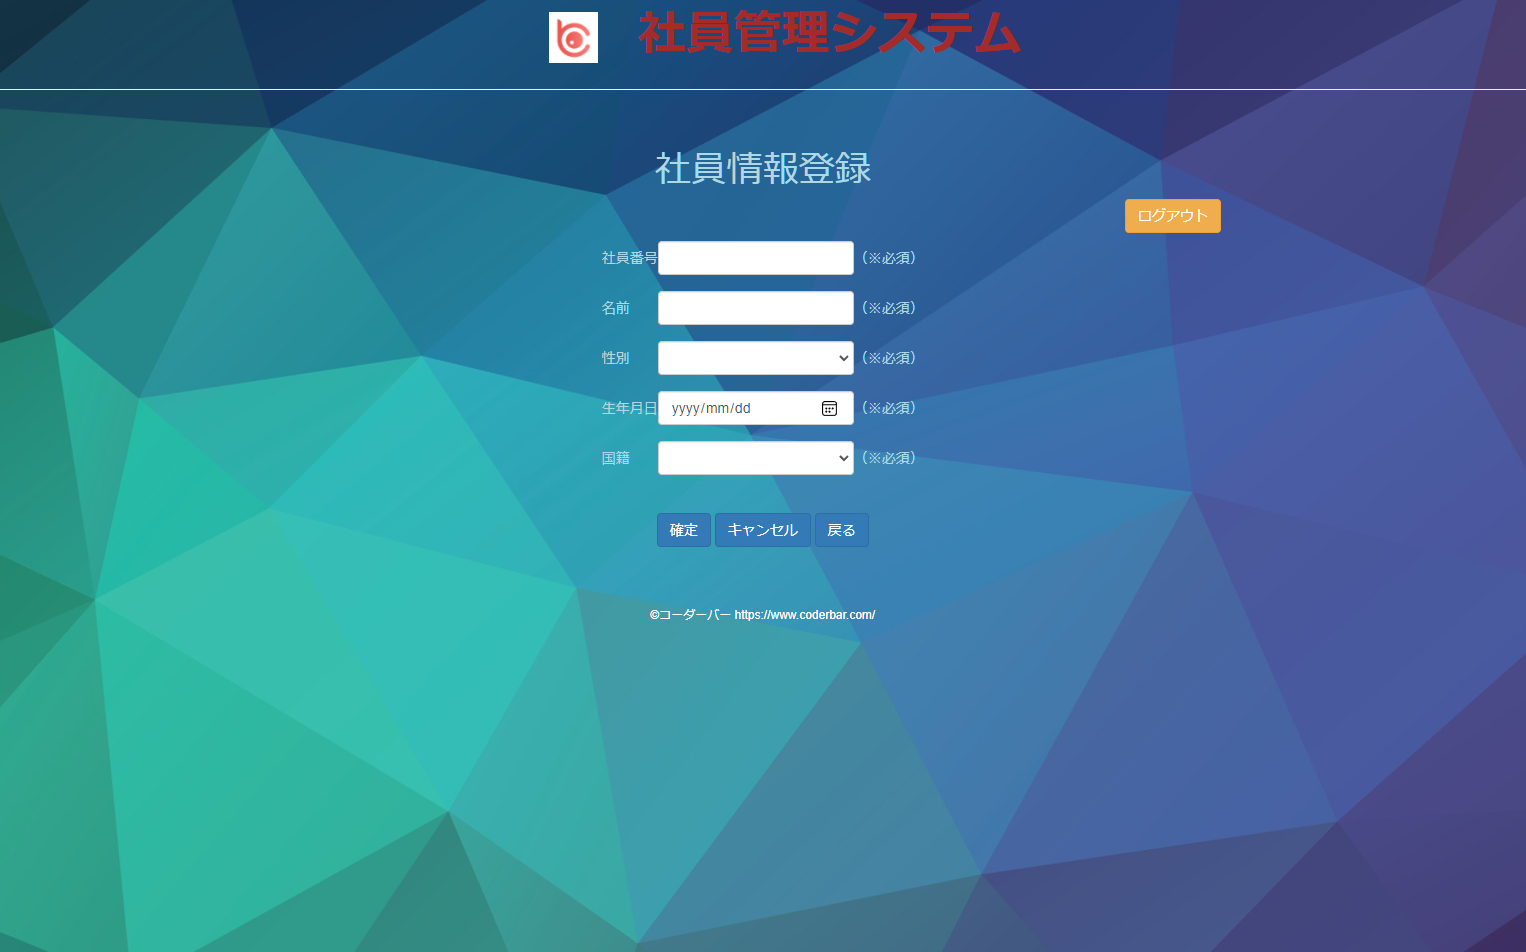 社員管理システム
社員情報登録
ログアウト
社員番号 (※必須)
名前 (※必須)
性別 (※必須)
生年月日 yyyy/mm/dd (※必須)
国籍 (※必須)
確定 キャンセル 戻る
©コーダーバー https://www.coderbar.com/